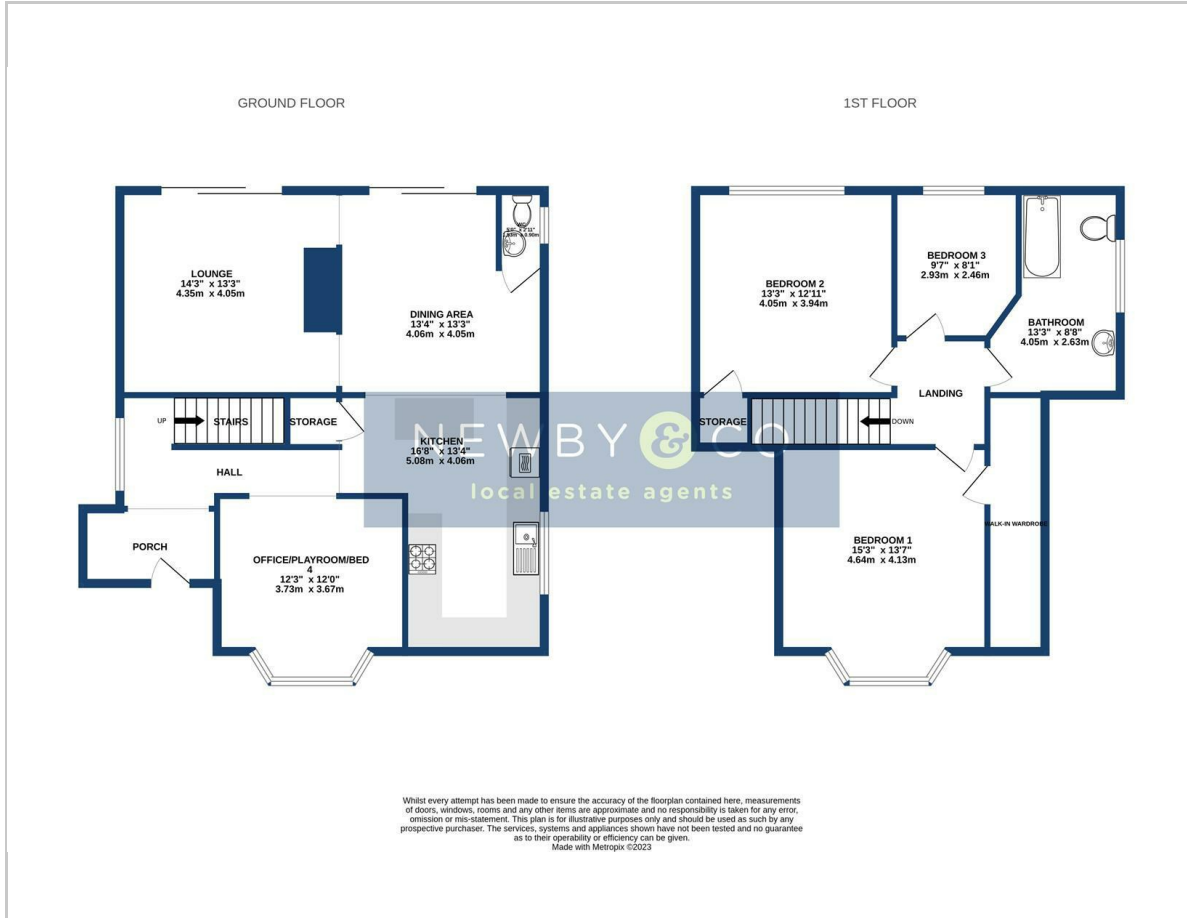 GROUND FLOOR
1ST FLOOR
LOUNGE
14'3" x 13'3"
4.35m x 4.05m
DINING AREA
13'4" x 13'3"
4.06m x 4.05m
WC
x 2'11"
x 0.90m
UP
STAIRS
STORAGE
KITCHEN
16'8" x 13'4"
5.08m x 4.06m
HALL
PORCH
OFFICE/PLAYROOM/BED
4
12'3" x 12'0"
3.73m x 3.67m
BEDROOM 2
13'3" x 12'11"
4.05m x 3.94m
BEDROOM 3
9'7" x 8'1"
2.93m x 2.46m
BATHROOM
13'3" x 8'8"
4.05m x 2.63m
LANDING
STORAGE
DOWN
BEDROOM 1
15'3" x 13'7"
4.64m x 4.13m
WALK-IN WARDROBE
NEWBY & CO
local estate agents
Whilst every attempt has been made to ensure the accuracy of the floorplan contained here, measurements
of doors, windows, rooms and any other items are approximate and no responsibility is taken for any error,
omission or mis-statement. This plan is for illustrative purposes only and should be used as such by any
prospective purchaser. The services, systems and appliances shown have not been tested and no guarantee
as to their operability or efficiency can be given.
Made with Metropix ©2023